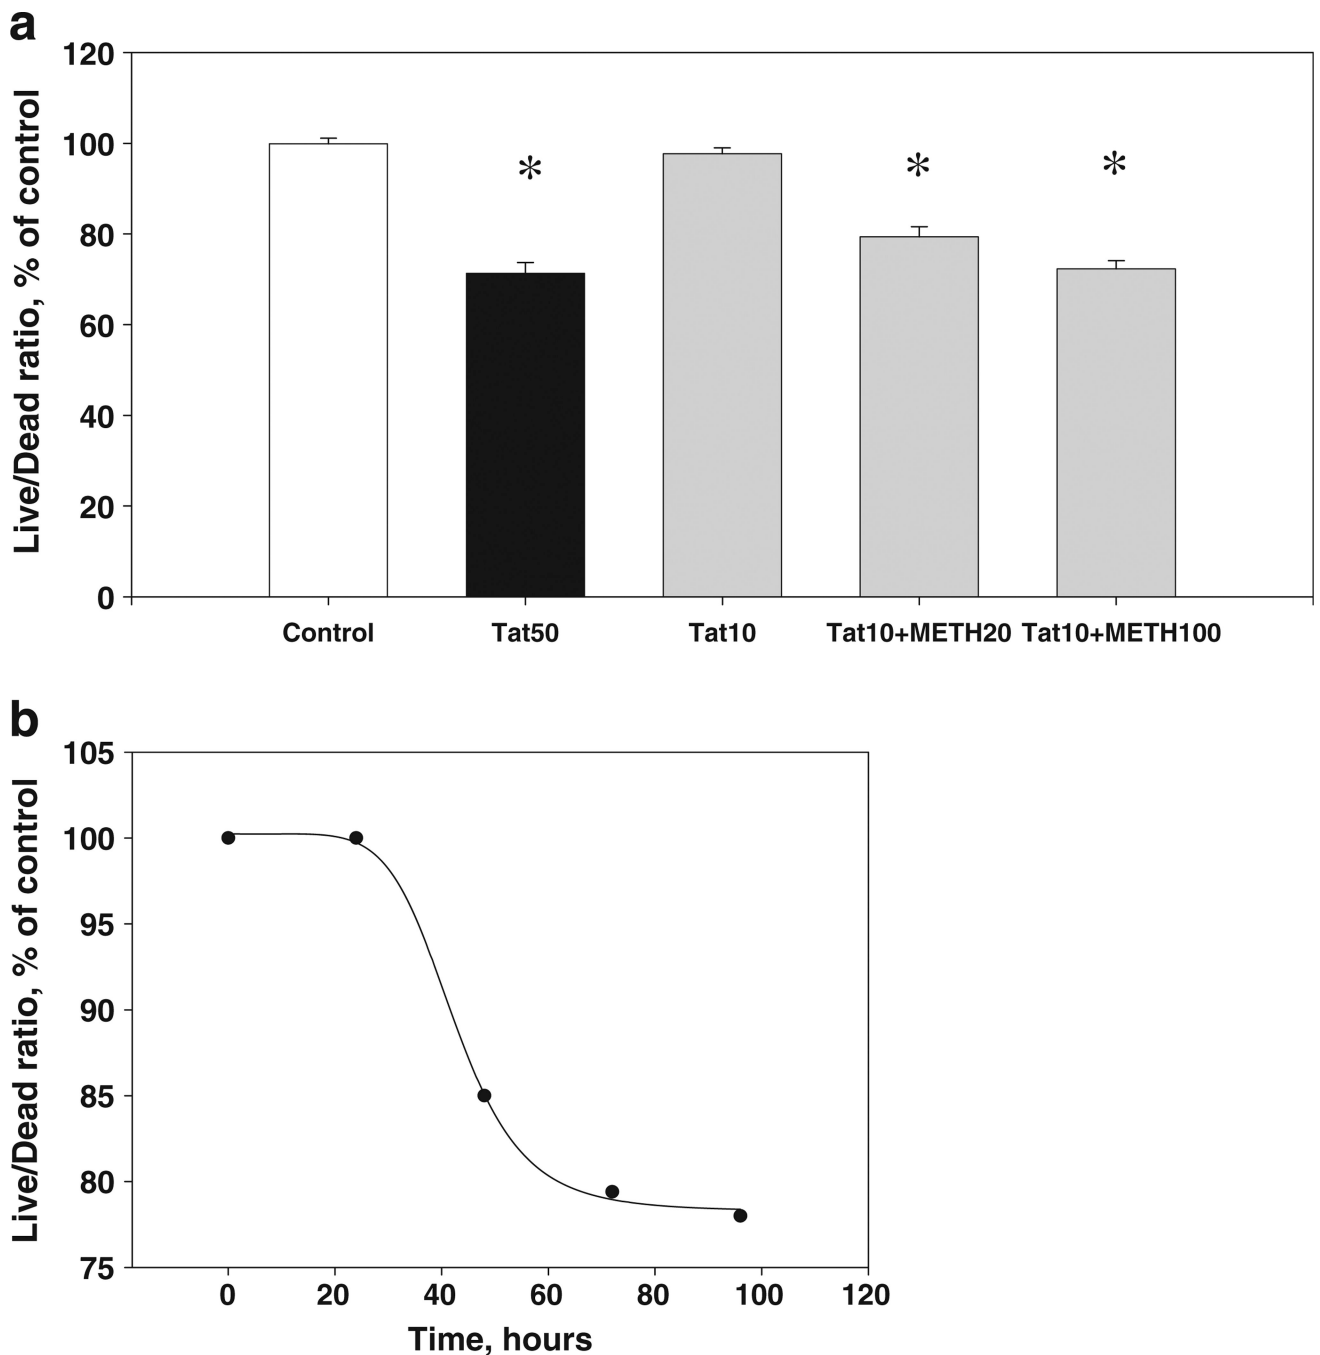 a
Live/Dead ratio, % of control
120
100
80
60
40
20
0
*
*
*
Control Tat50 Tat10 Tat10+METH20 Tat10+METH100
b
Live/Dead ratio, % of control
105
100
95
90
85
80
75
0 20 40 60 80 100 120
Time, hours